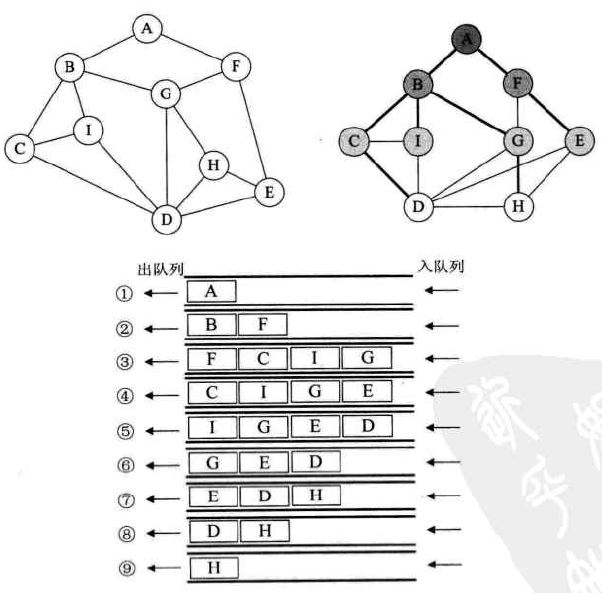 A
B
F
G
C
I
H
E
D
A
B
F
C
I
G
E
D
H
出队列 入队列
① A
② B F
③ F C I G
④ C I G E
⑤ I G E D
⑥ G E D
⑦ E D H
⑧ D H
⑨ H